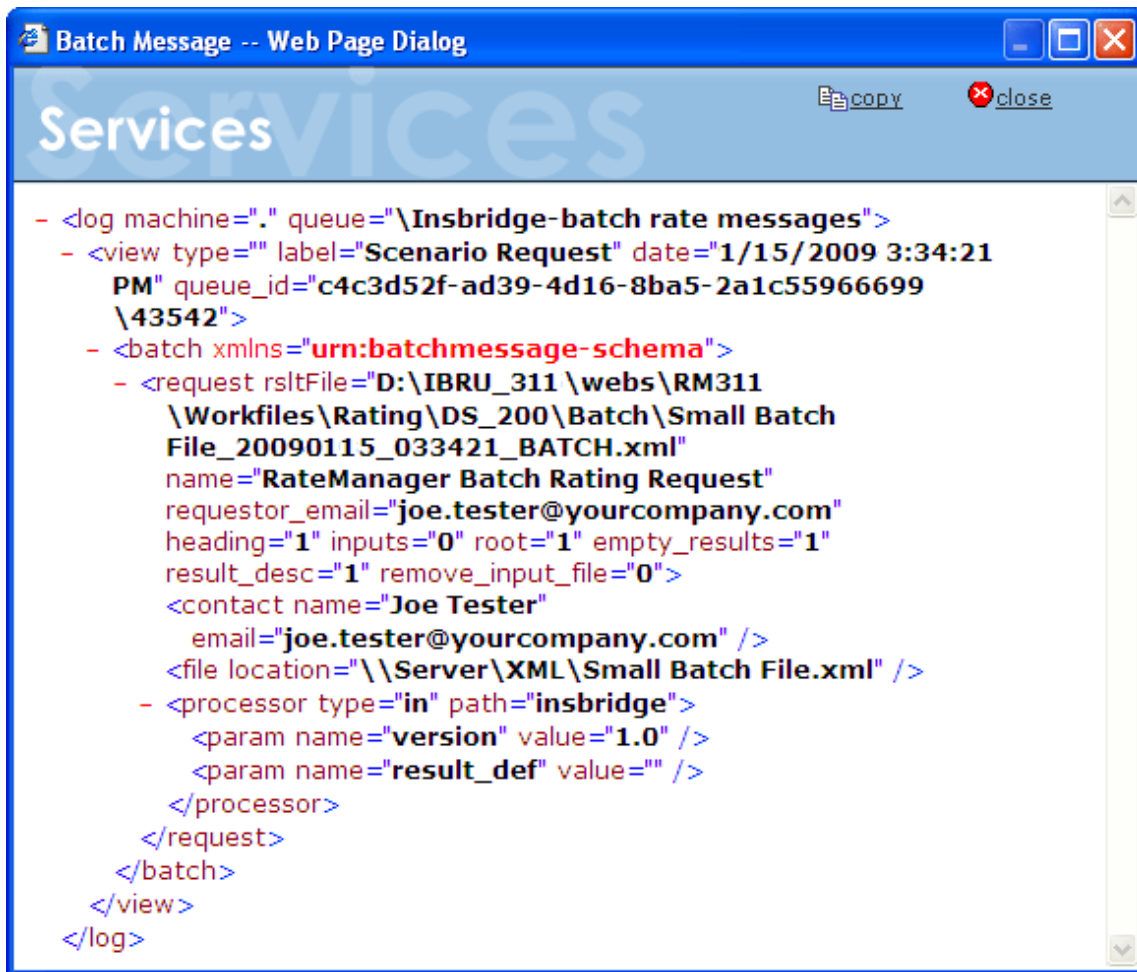 Batch Message -- Web Page Dialog
Services
Services
copy
close
- <log machine="." queue="\Insbridge-batch rate messages">
- <view type="" label="Scenario Request" date="1/15/2009 3:34:21
PM" queue_id="c4c3d52f-ad39-4d16-8ba5-2a1c55966699
\43542">
- <batch xmlns="urn:batchmessage-schema">
- <request rsltFile="D:\IBRU_311\webs\RM311
\Workfiles\Rating\DS_200\Batch\Small Batch
File_20090115_033421_BATCH.xml"
name="RateManager Batch Rating Request"
requestor_email="joe.tester@yourcompany.com"
heading="1" inputs="0" root="1" empty_results="1"
result_desc="1" remove_input_file="0">
<contact name="Joe Tester"
email="joe.tester@yourcompany.com" />
<file location="\\Server\XML\Small Batch File.xml" />
- <processor type="in" path="insbridge">
<param name="version" value="1.0" />
<param name="result_def" value="" />
</processor>
</request>
</batch>
</view>
</log>